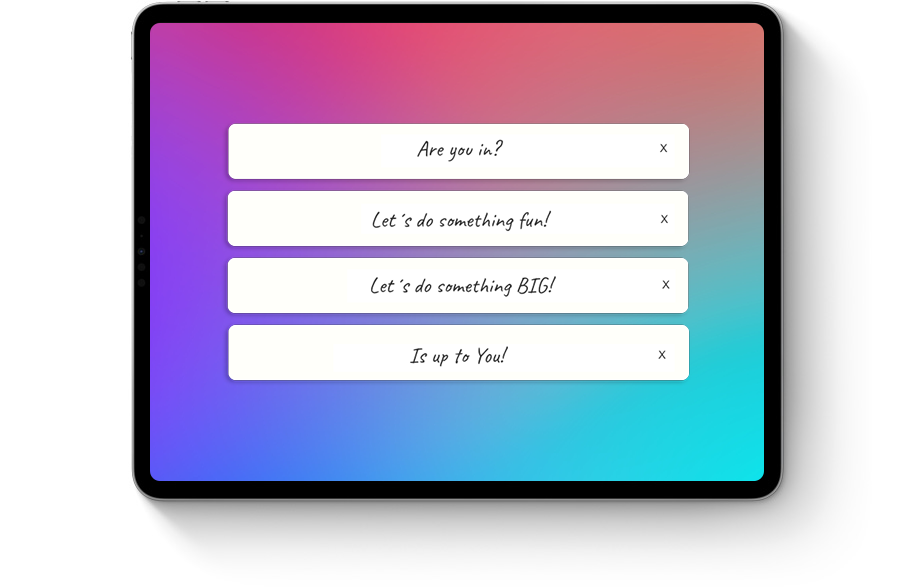 Are you in? x
Let´s do something fun! x
Let´s do something BIG! x
Is up to You! x